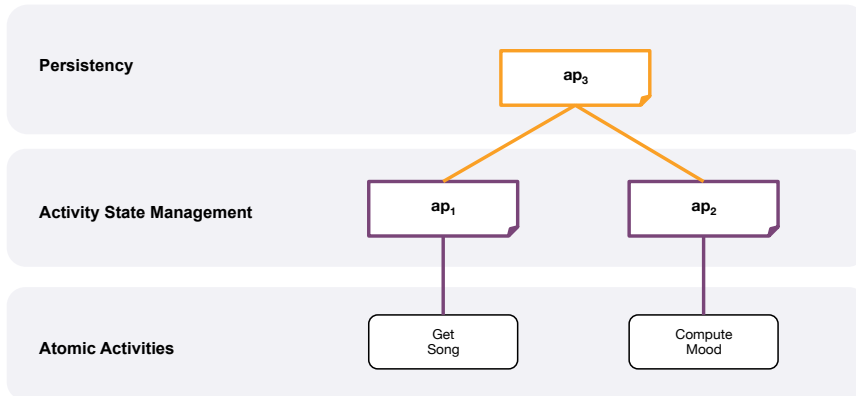 Persistency
ap₃
Activity State Management
ap₁
ap₂
Atomic Activities
Get
Song
Compute
Mood